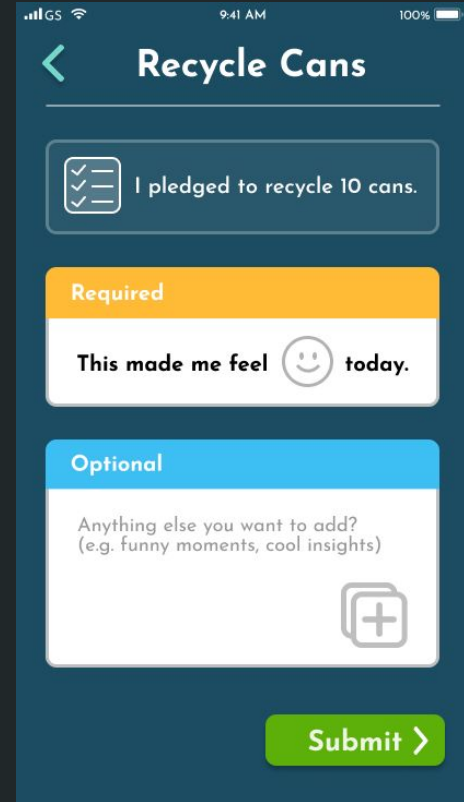 GS 9:41 AM 100%
Recycle Cans
I pledged to recycle 10 cans.
Required
This made me feel today.
Optional
Anything else you want to add?
(e.g. funny moments, cool insights)
Submit